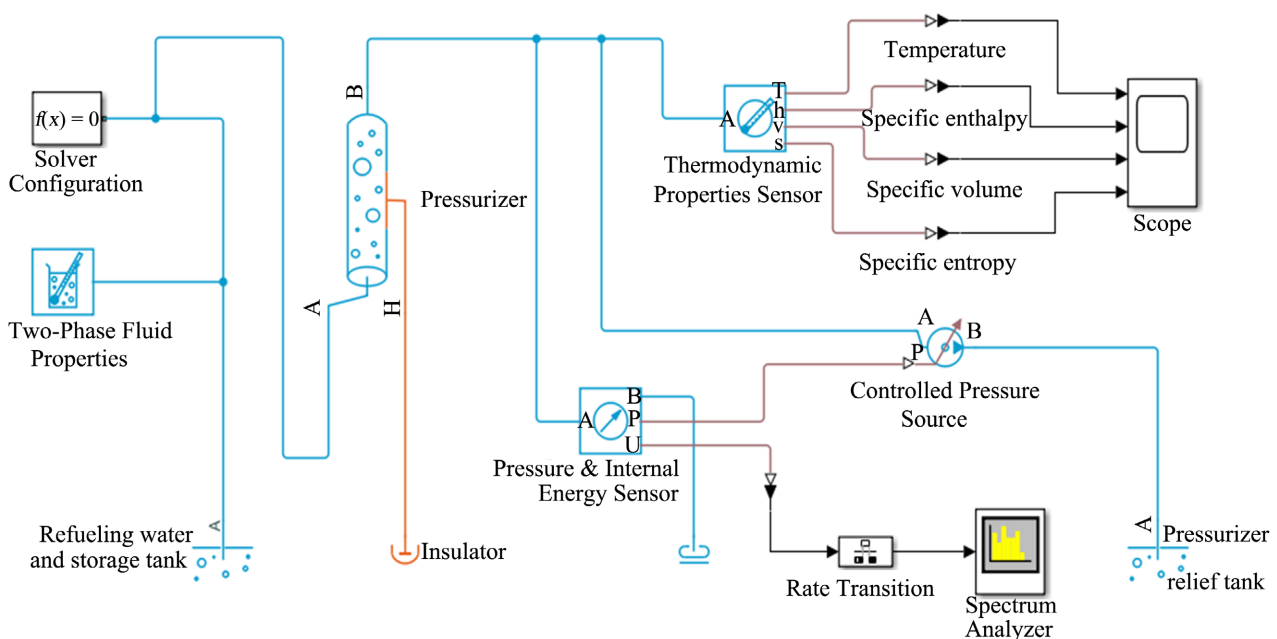 T
Temperature
B
f(x) = 0
A
h
v
s
Specific enthalpy
Solver
Configuration
Thermodynamic
Properties Sensor
Specific volume
Pressurizer
Scope
Specific entropy
A
H
Two-Phase Fluid
Properties
A
P
B
Controlled Pressure
Source
A
B
P
U
Pressure & Internal
Energy Sensor
A
Refueling water
and storage tank
Insulator
A
Pressurizer
relief tank
Rate Transition
Spectrum
Analyzer